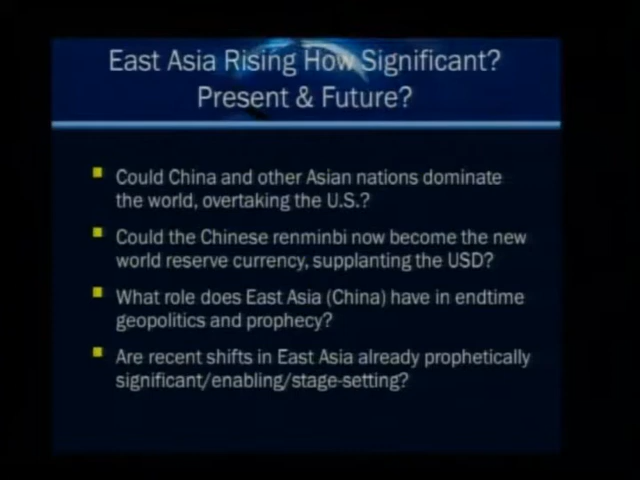 East Asia Rising How Significant?
Present & Future?
Could China and other Asian nations dominate
the world, overtaking the U.S.?
Could the Chinese renminbi now become the new
world reserve currency, supplanting the USD?
What role does East Asia (China) have in endtime
geopolitics and prophecy?
Are recent shifts in East Asia already prophetically
significant/enabling/stage-setting?